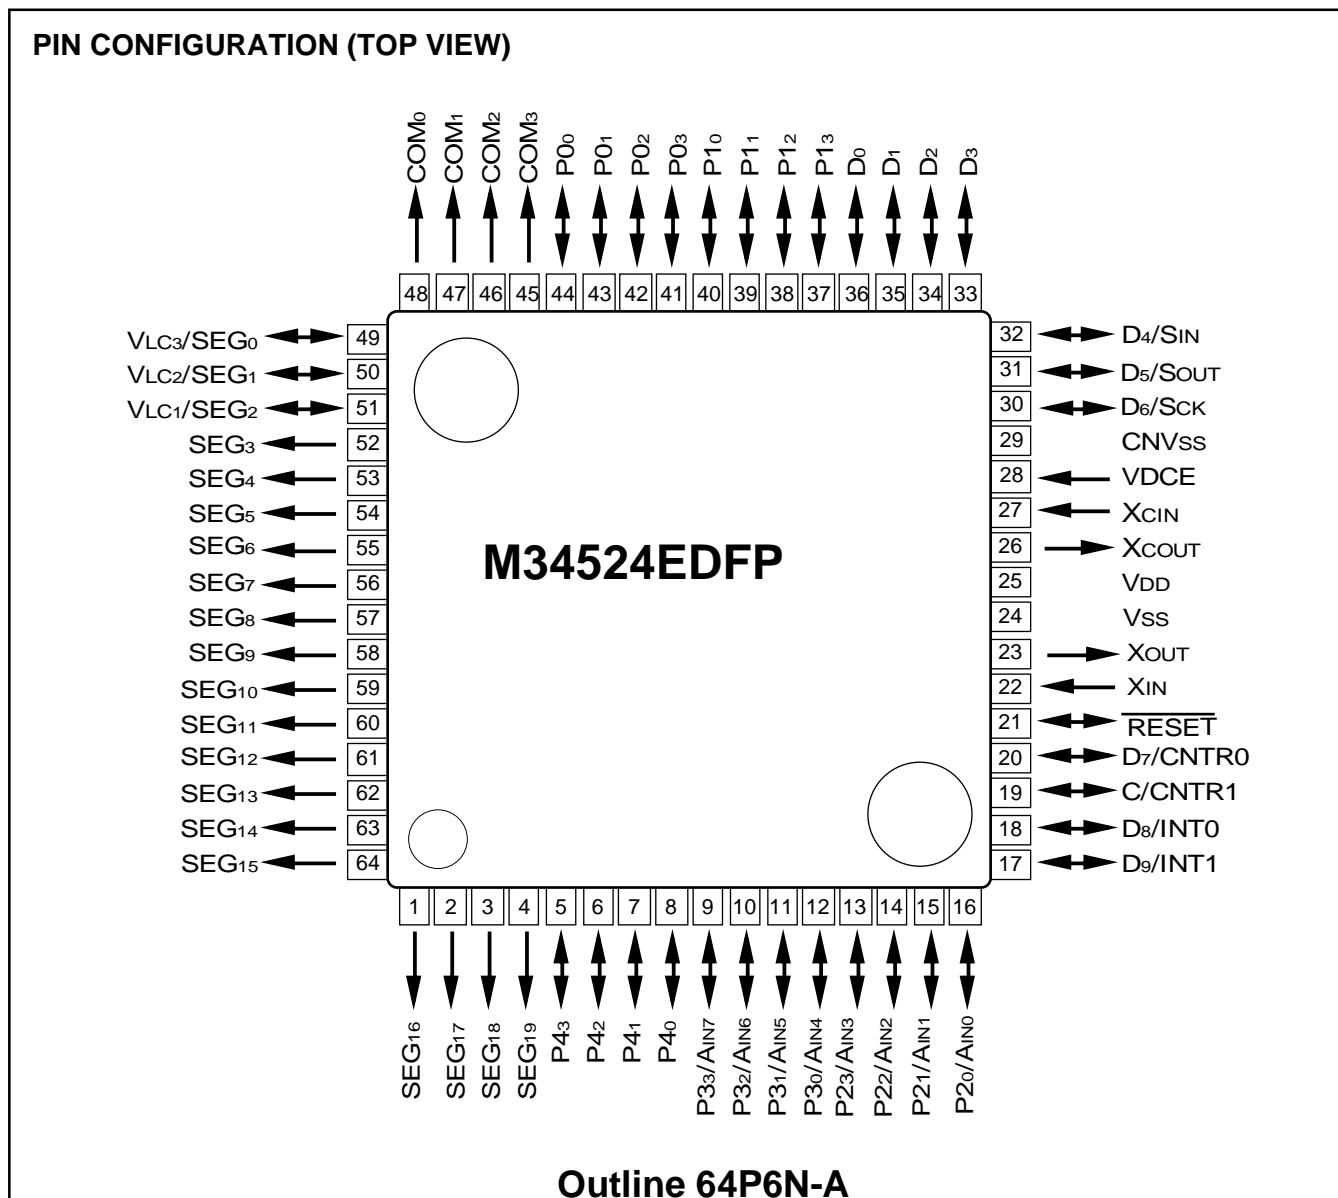 PIN CONFIGURATION (TOP VIEW)
COM0 COM1 COM2 COM3 P00 P01 P02 P03 P10 P11 P12 P13 D0 D1 D2 D3
48 47 46 45 44 43 42 41 40 39 38 37 36 35 34 33
VLC3/SEG0 49 32 D4/SIN
VLC2/SEG1 50 31 D5/SOUT
VLC1/SEG2 51 30 D6/SCK
SEG3 52 29 CNVSS
SEG4 53 28 VDCE
SEG5 54 27 XCIN
SEG6 55 26 XCOUT
SEG7 56 25 VDD
SEG8 57 24 VSS
SEG9 58 23 XOUT
SEG10 59 22 XIN
SEG11 60 21 RESET
SEG12 61 20 D7/CNTR0
SEG13 62 19 C/CNTR1
SEG14 63 18 D8/INT0
SEG15 64 17 D9/INT1
M34524EDFP
1 2 3 4 5 6 7 8 9 10 11 12 13 14 15 16
SEG16 SEG17 SEG18 SEG19 P43 P42 P41 P40 P33/AIN7 P32/AIN6 P31/AIN5 P30/AIN4 P23/AIN3 P22/AIN2 P21/AIN1 P20/AIN0
Outline 64P6N-A